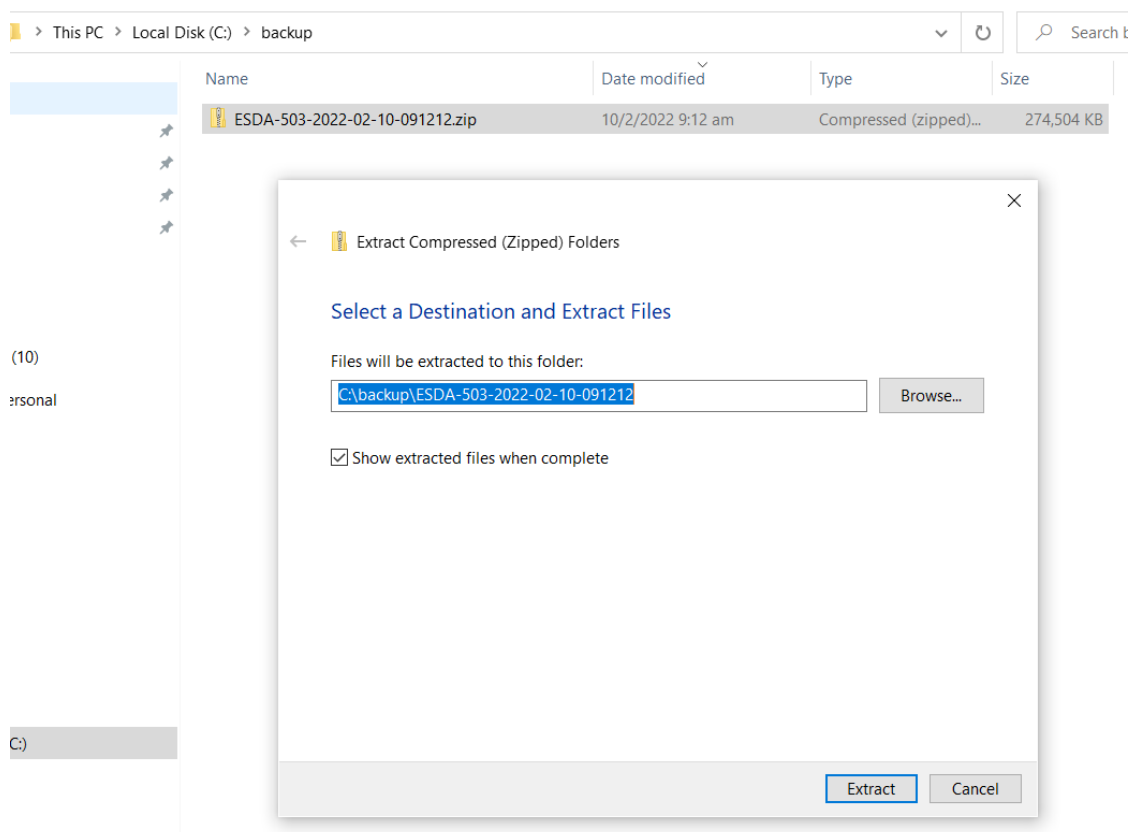 This PC > Local Disk (C:) > backup
Search b
Name Date modified Type Size
ESDA-503-2022-02-10-091212.zip 10/2/2022 9:12 am Compressed (zipped)... 274,504 KB
Extract Compressed (Zipped) Folders
Select a Destination and Extract Files
(10)
Files will be extracted to this folder:
ersonal
C:\backup\ESDA-503-2022-02-10-091212 Browse...
Show extracted files when complete
C:)
Extract Cancel